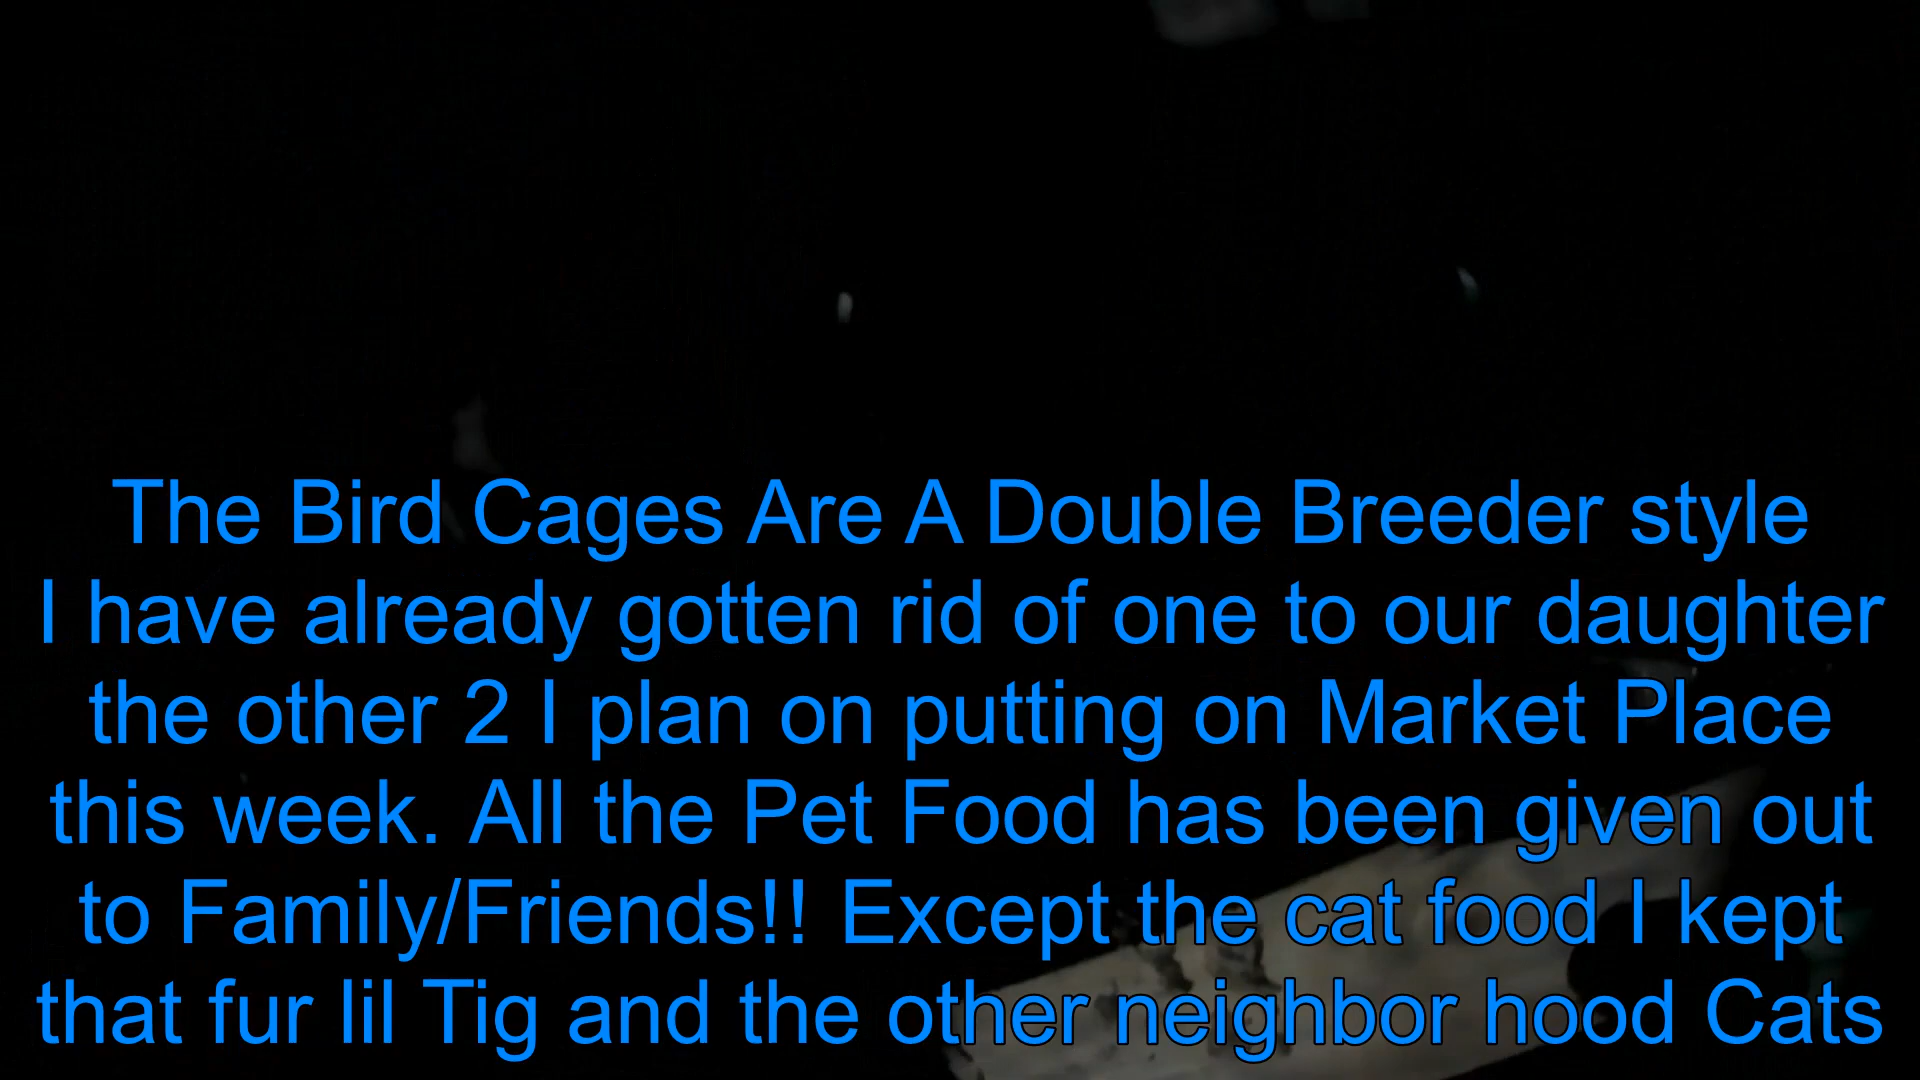 The Bird Cages Are A Double Breeder style
I have already gotten rid of one to our daughter
the other 2 I plan on putting on Market Place
this week. All the Pet Food has been given out
to Family/Friends!! Except the cat food I kept
that fur lil Tig and the other neighbor hood Cats